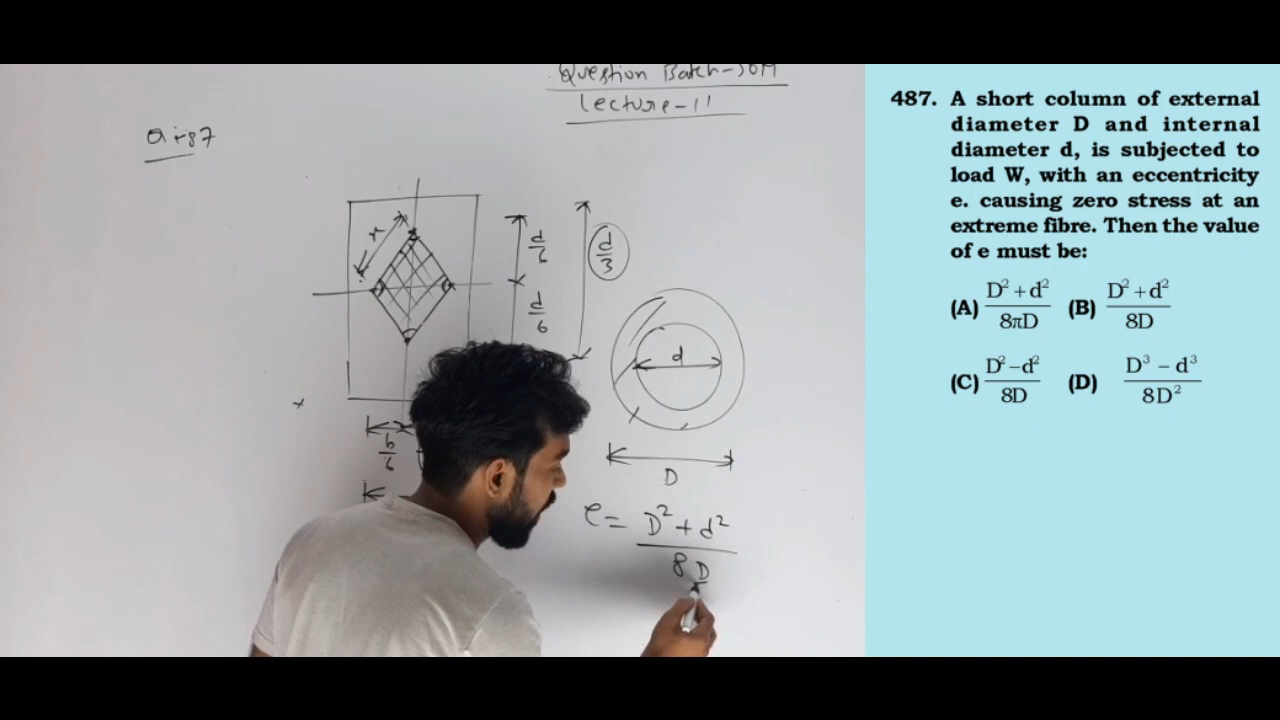 Question Batch-SOM
Lecture-11
Q.487
x
d/6
d/6
d/3
d
D
b/6
e = D²+d² / 8D
487. A short column of external
diameter D and internal
diameter d, is subjected to
load W, with an eccentricity
e. causing zero stress at an
extreme fibre. Then the value
of e must be:
(A) D²+d² / 8πD (B) D²+d² / 8D
(C) D²–d² / 8D (D) D³ – d³ / 8D²